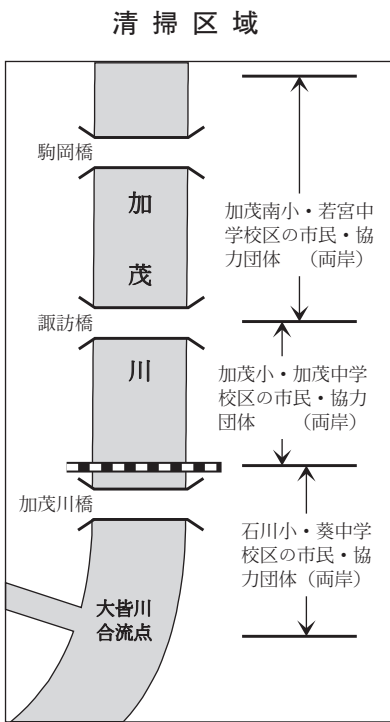 清掃区域
駒岡橋
加茂川
加茂南小・若宮中
学校区の市民・協
力団体　（両岸）
諏訪橋
加茂小・加茂中学
校区の市民・協力
団体　　（両岸）
加茂川橋
石川小・葵中学
校区の市民・協
力団体（両岸）
大皆川
合流点